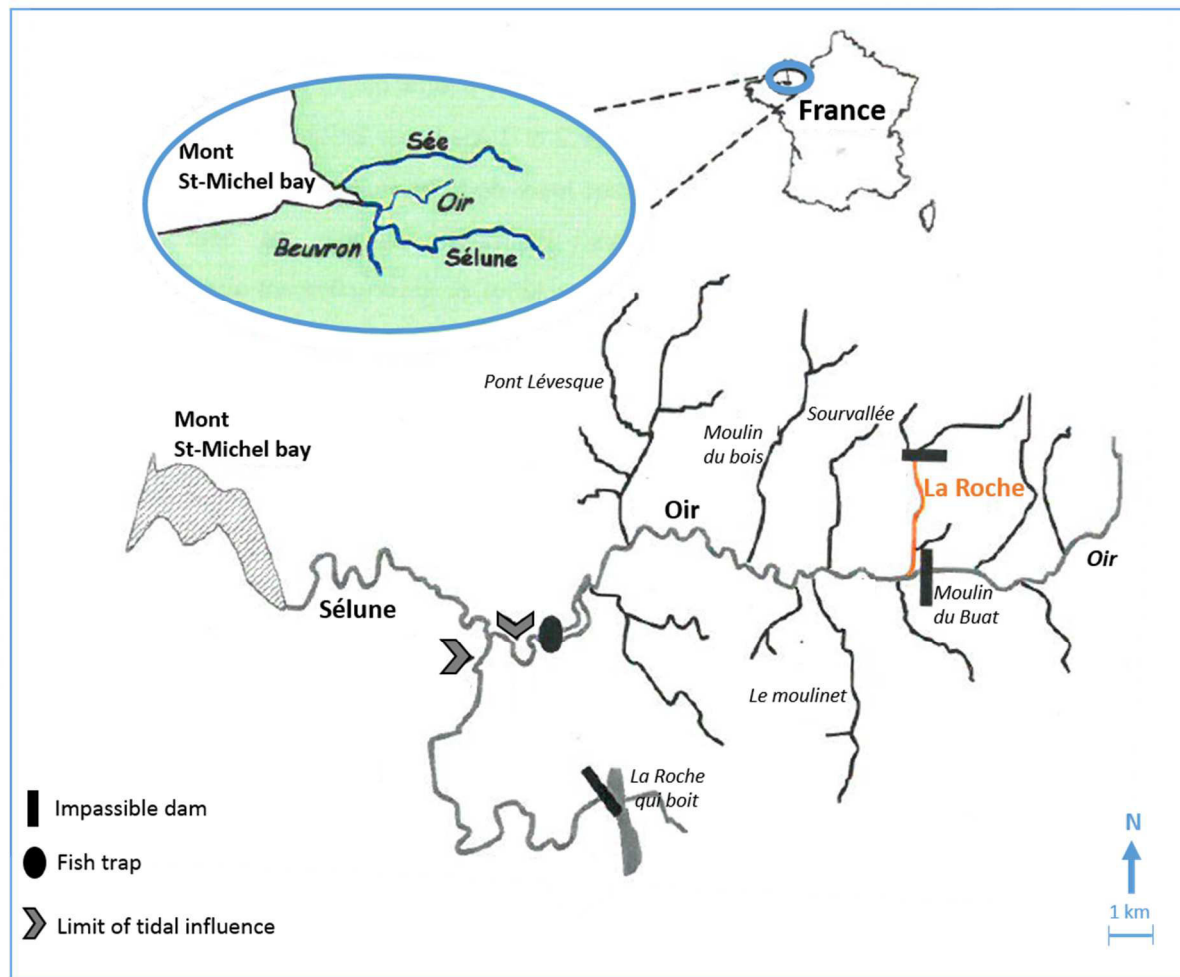 France
Mont
St-Michel bay
Sée
Oir
Beuvron
Sélune
Pont Lévesque
Moulin
du bois
Sourvallée
Mont
St-Michel bay
La Roche
Oir
Oir
Sélune
Moulin
du Buat
Le moulinet
La Roche
qui boit
Impassible dam
Fish trap
Limit of tidal influence
N
1 km